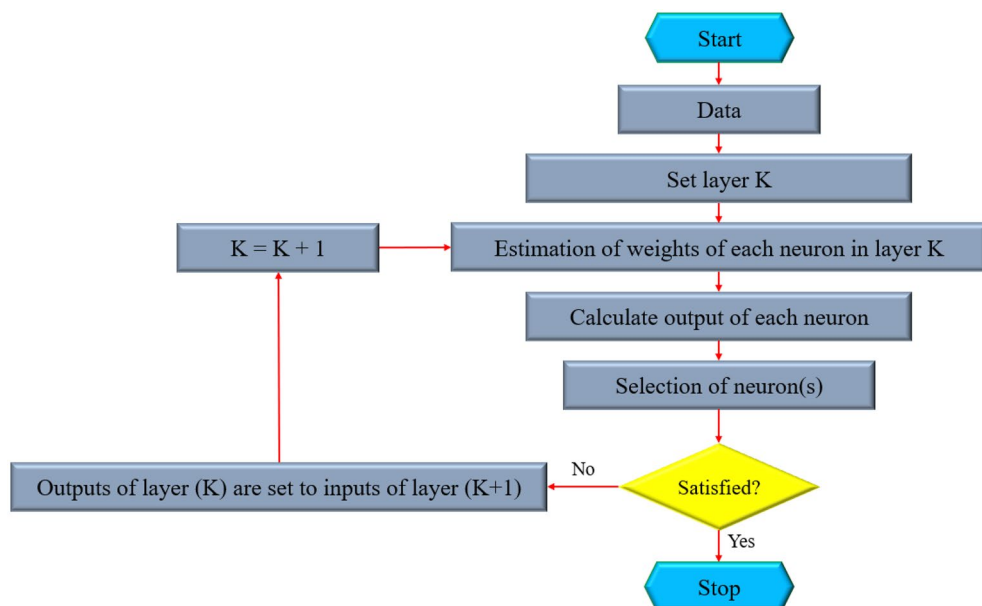 Start
Data
Set layer K
K = K + 1
Estimation of weights of each neuron in layer K
Calculate output of each neuron
Selection of neuron(s)
Satisfied?
No
Outputs of layer (K) are set to inputs of layer (K+1)
Yes
Stop